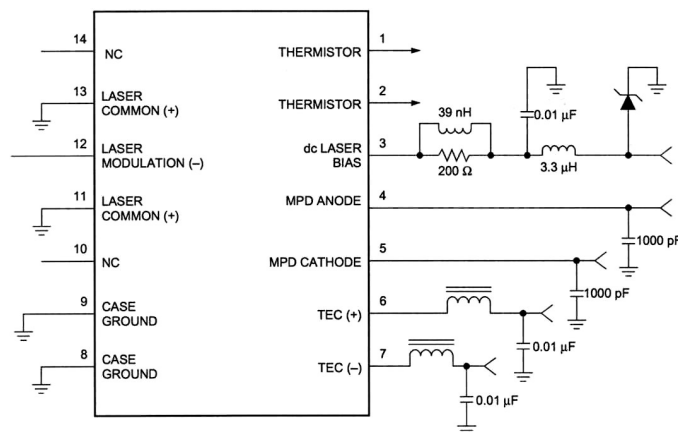 14
NC
1
THERMISTOR
13
LASER
COMMON (+)
2
THERMISTOR
39 nH
0.01 µF
12
LASER
MODULATION (–)
dc LASER
BIAS
3
200 Ω
3.3 µH
11
LASER
COMMON (+)
4
MPD ANODE
1000 pF
10
NC
5
MPD CATHODE
1000 pF
9
CASE
GROUND
6
TEC (+)
0.01 µF
8
CASE
GROUND
7
TEC (–)
0.01 µF